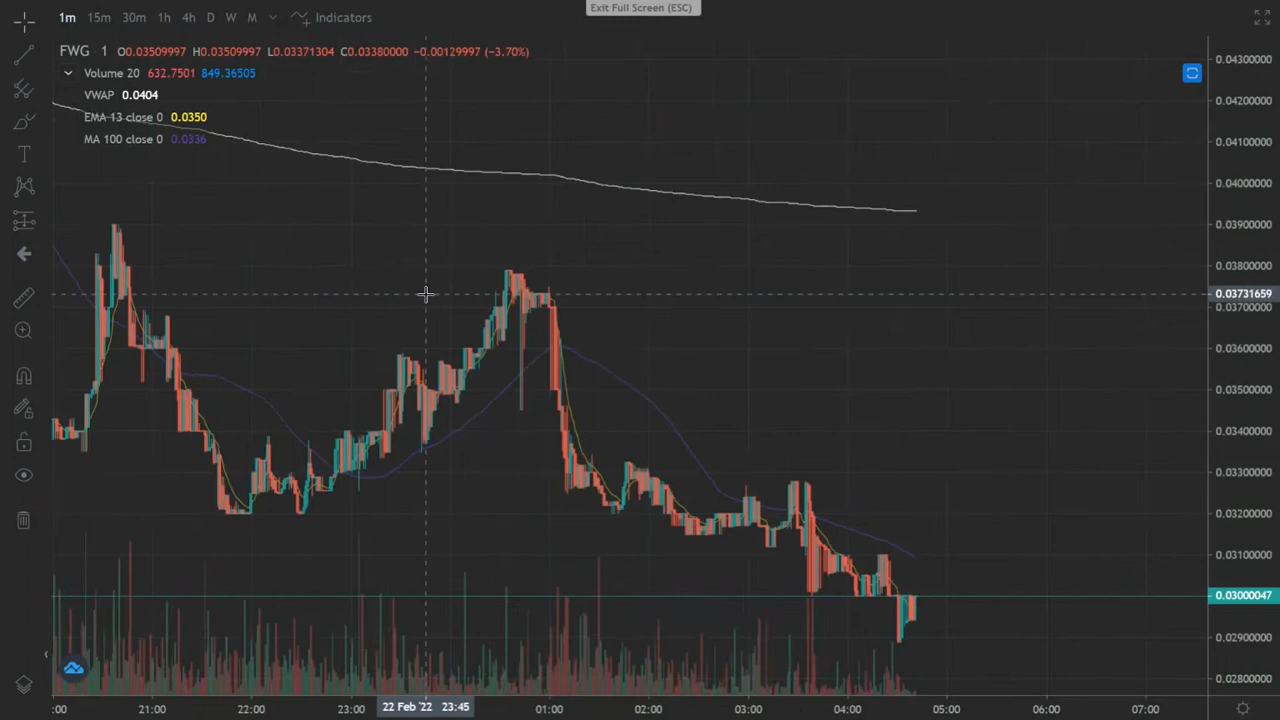 Exit Full Screen (ESC)
1m 15m 30m 1h 4h D W M Indicators
FWG 1 O0.03509997 H0.03509997 L0.03371304 C0.03380000 −0.00129997 (−3.70%)
Volume 20 632.7501 849.36505
VWAP 0.0404
EMA 13 close 0 0.0350
MA 100 close 0 0.0336
0.04300000
0.04200000
0.04100000
0.04000000
0.03900000
0.03800000
0.03731659
0.03700000
0.03600000
0.03500000
0.03400000
0.03300000
0.03200000
0.03100000
0.03000047
0.02900000
0.02800000
:00 21:00 22:00 23:00 22 Feb '22 23:45 01:00 02:00 03:00 04:00 05:00 06:00 07:00